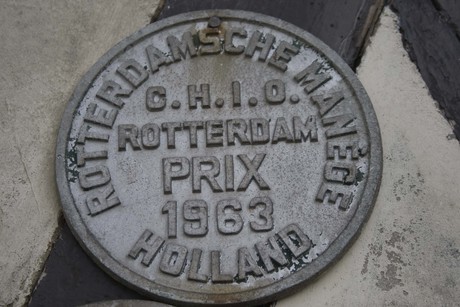 ROTTERDAMSCHE MANÈGE
C.H.I.O.
ROTTERDAM
PRIX
1963
HOLLAND